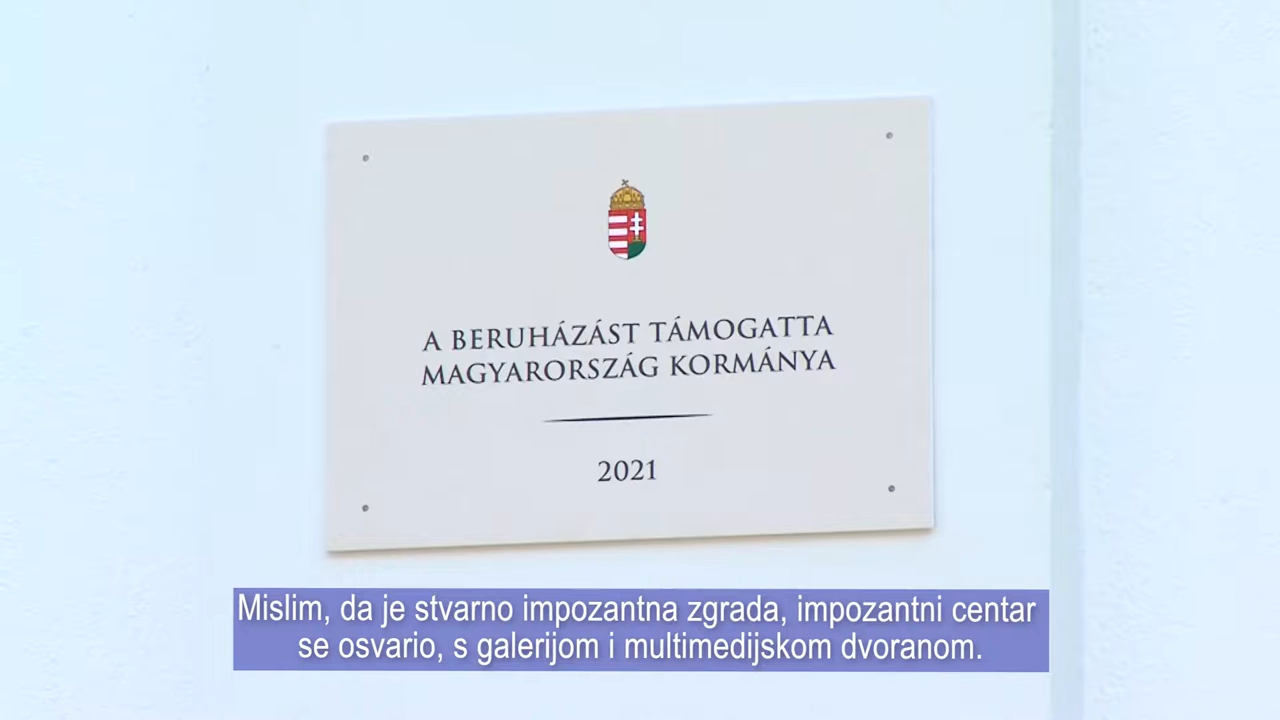 A BERUHÁZÁST TÁMOGATTA
MAGYARORSZÁG KORMÁNYA
2021
Mislim, da je stvarno impozantna zgrada, impozantni centar
se osvario, s galerijom i multimedijskom dvoranom.